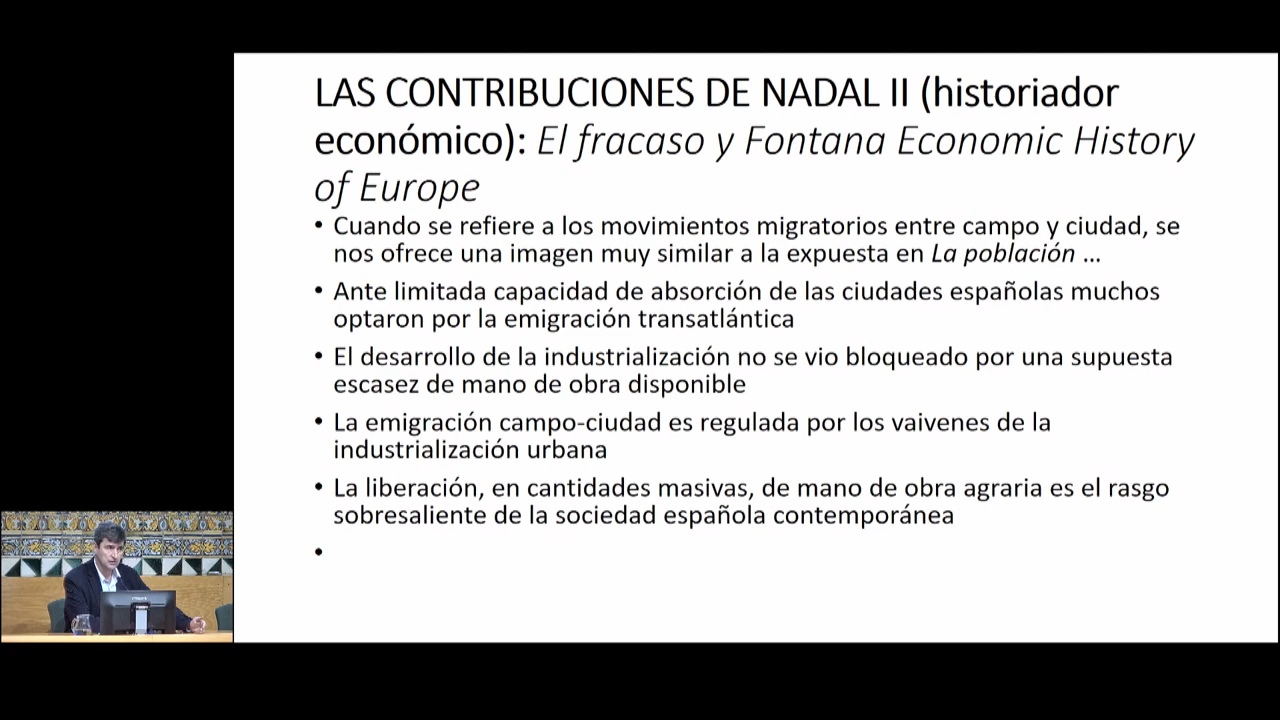 LAS CONTRIBUCIONES DE NADAL II (historiador
económico): El fracaso y Fontana Economic History
of Europe
• Cuando se refiere a los movimientos migratorios entre campo y ciudad, se
nos ofrece una imagen muy similar a la expuesta en La población ...
• Ante limitada capacidad de absorción de las ciudades españolas muchos
optaron por la emigración transatlántica
• El desarrollo de la industrialización no se vio bloqueado por una supuesta
escasez de mano de obra disponible
• La emigración campo-ciudad es regulada por los vaivenes de la
industrialización urbana
• La liberación, en cantidades masivas, de mano de obra agraria es el rasgo
sobresaliente de la sociedad española contemporánea
•